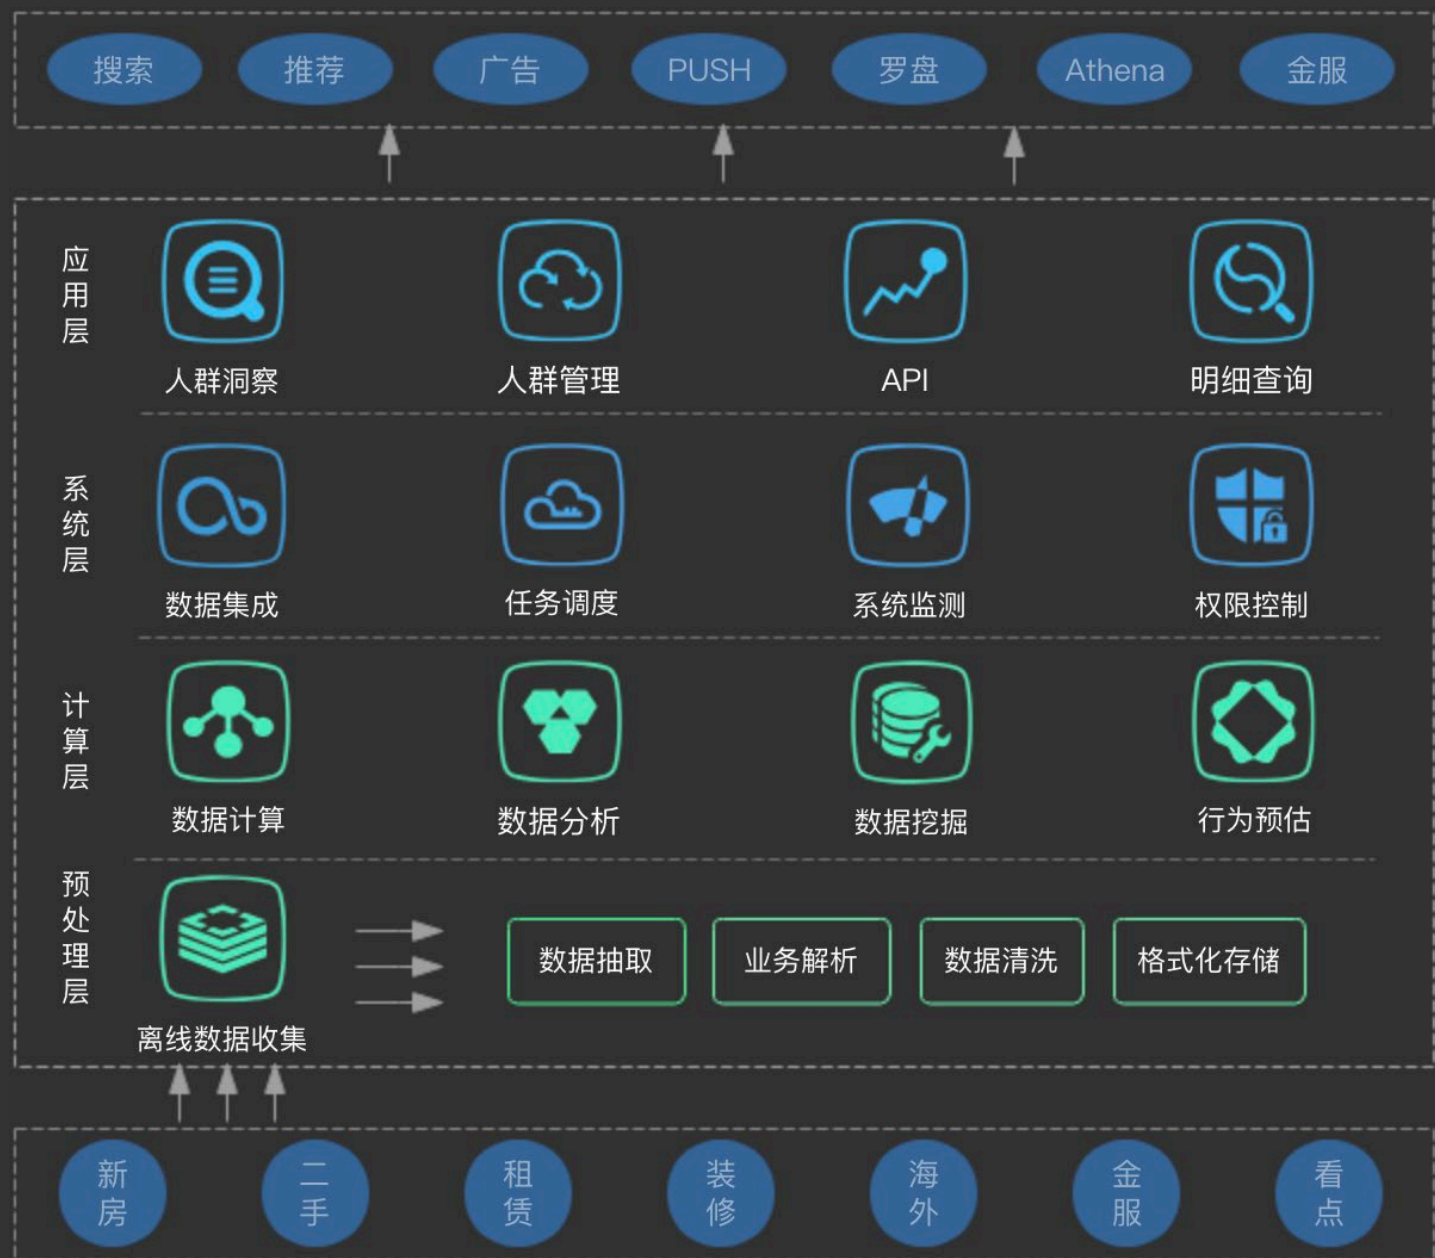 搜索 推荐 广告 PUSH 罗盘 Athena 金服
应用层
人群洞察 人群管理 API 明细查询
系统层
数据集成 任务调度 系统监测 权限控制
计算层
数据计算 数据分析 数据挖掘 行为预估
预处理层
数据抽取 业务解析 数据清洗 格式化存储
离线数据收集
新房 二手 租赁 装修 海外 金服 看点